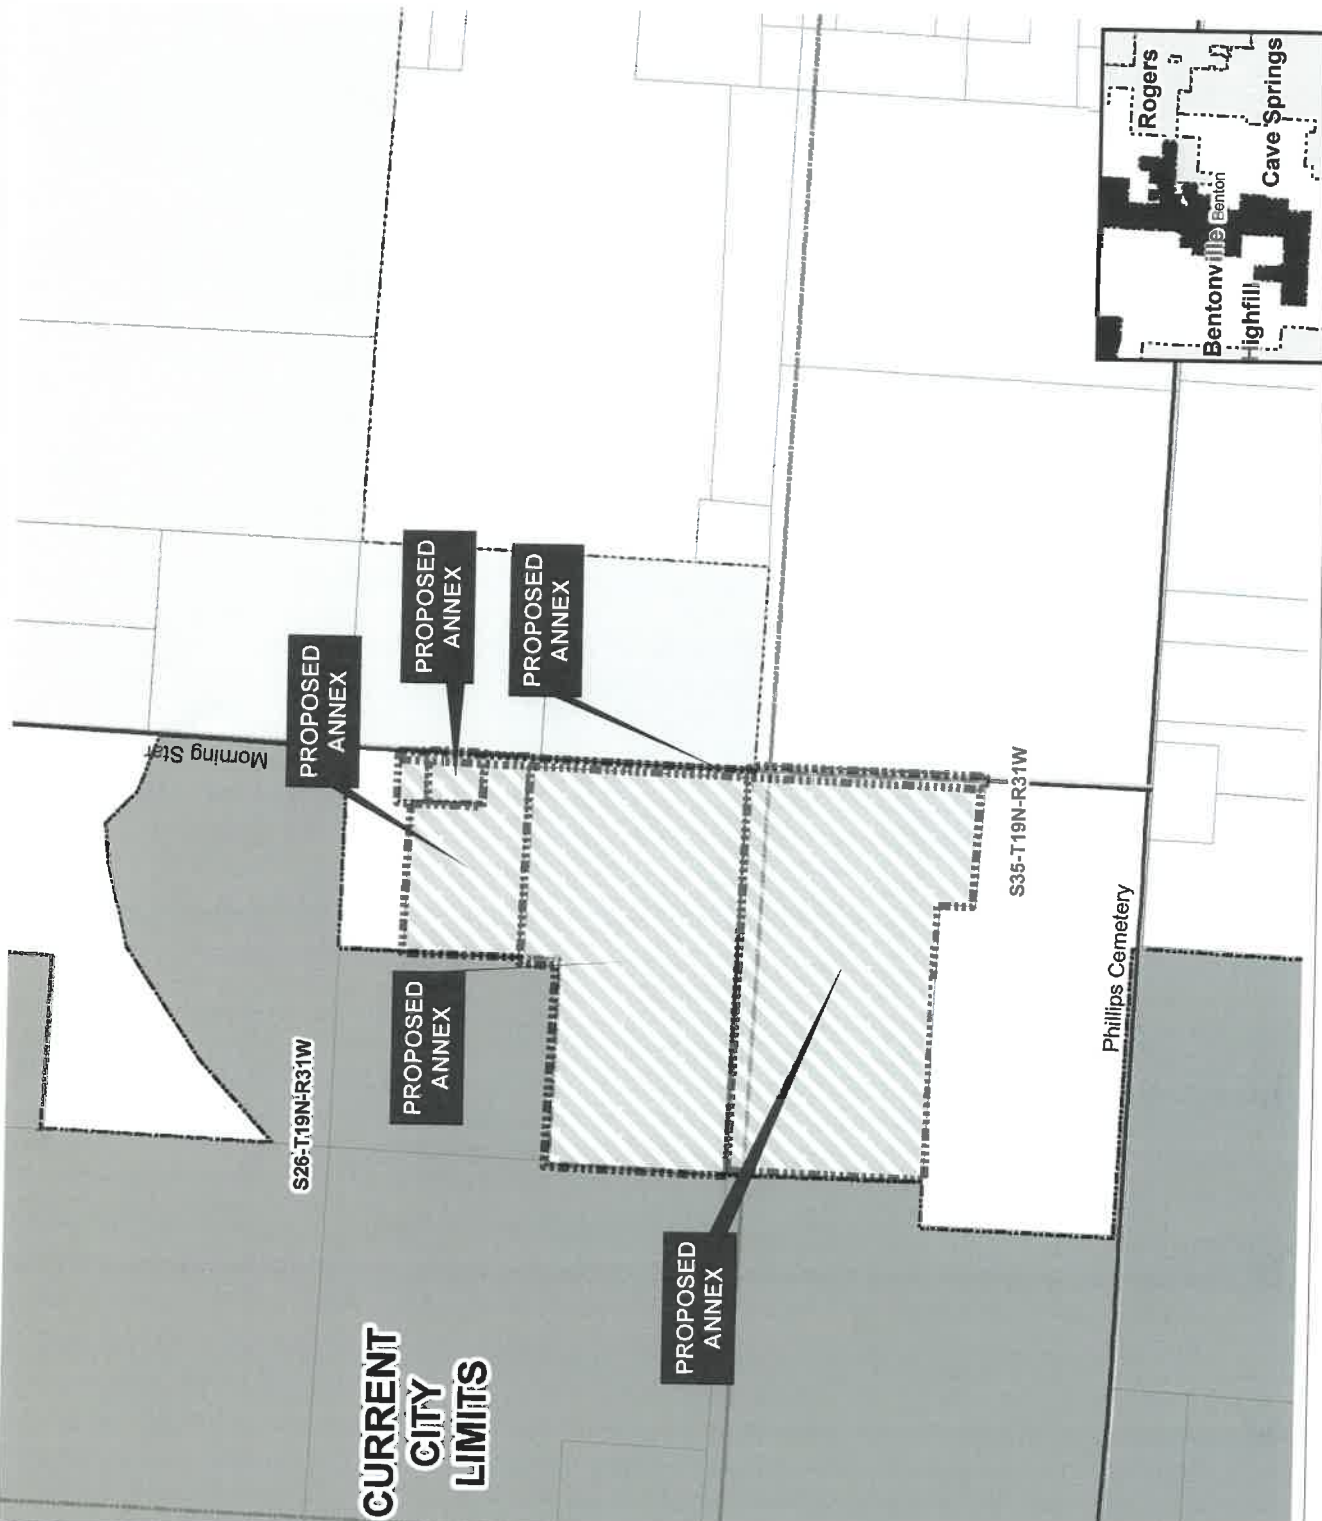 CURRENT
CITY
LIMITS
S26-T19N-R31W
PROPOSED
ANNEX
PROPOSED
ANNEX
PROPOSED
ANNEX
PROPOSED
ANNEX
PROPOSED
ANNEX
Morning Star
S35-T19N-R31W
Phillips Cemetery
Rogers
Bentonville
Benton
Highfill
Cave Springs